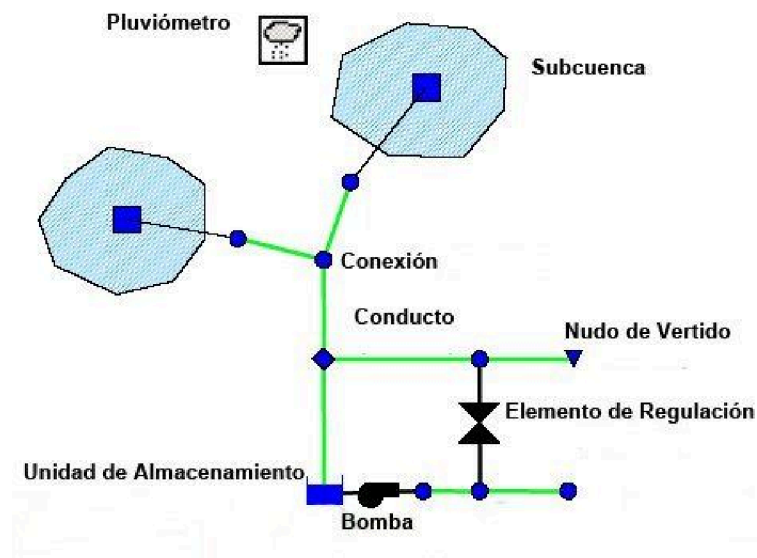 Pluviómetro
Subcuenca
Conexión
Conducto
Nudo de Vertido
Elemento de Regulación
Unidad de Almacenamiento
Bomba